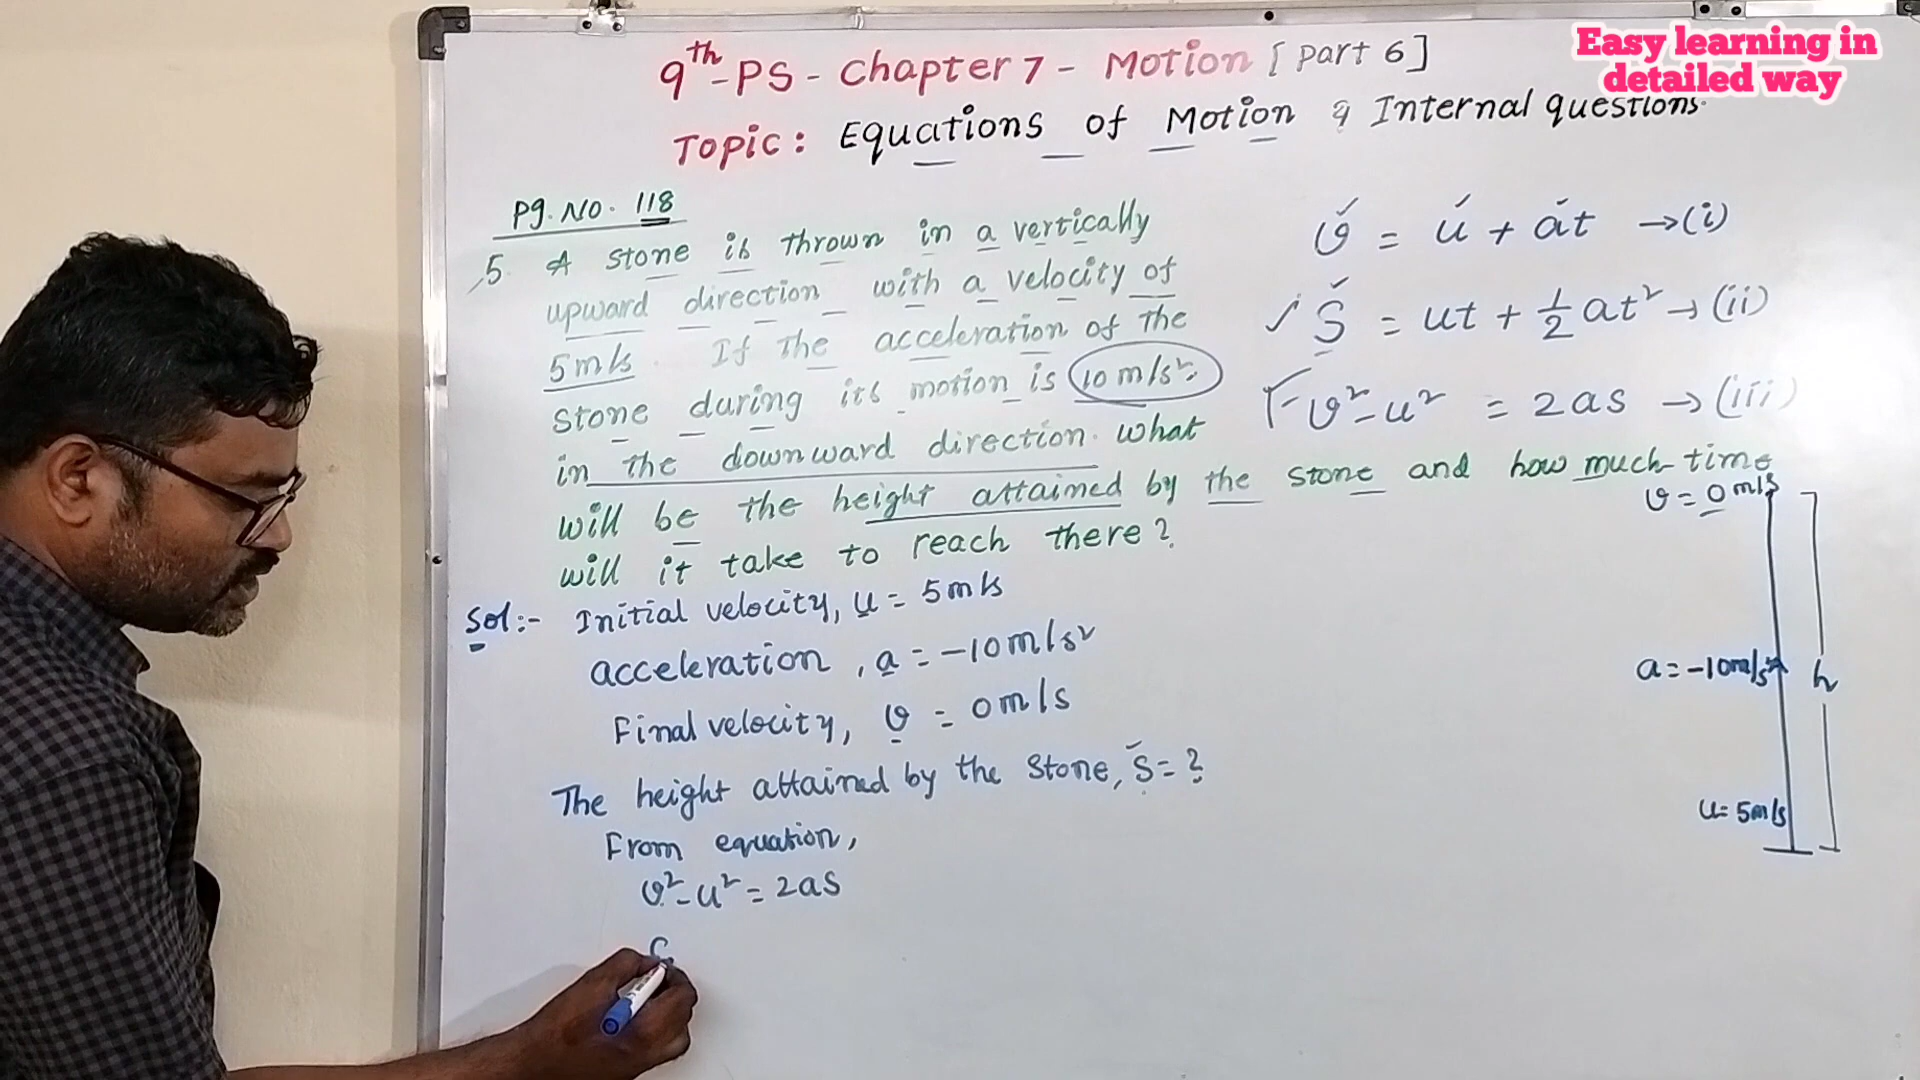 Easy learning in
detailed way
9th-PS - Chapter 7 - Motion [Part 6]
Topic: Equations of Motion & Internal questions.
Pg. No. 118
5. A stone is thrown in a vertically
upward direction with a velocity of
5m/s. If the acceleration of the
stone during its motion is 10 m/s²,
in the downward direction. what
will be the height attained by the stone and how much time
will it take to reach there?
v = u + at → (i)
✓ S = ut + 1/2 at² → (ii)
v² - u² = 2as → (iii)
Sol:- Initial velocity, u = 5m/s
acceleration, a = -10m/s²
Final velocity, v = 0m/s
The height attained by the stone, S = ?
From equation,
v² - u² = 2as
v = 0m/s
a = -10m/s²
h
u = 5m/s